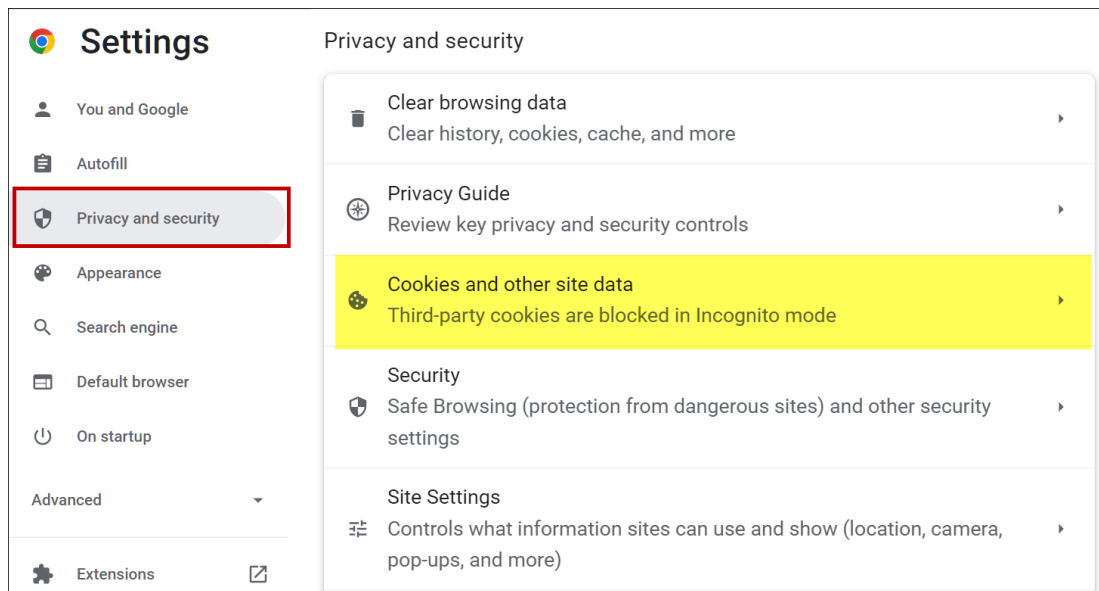 Settings
You and Google
Autofill
Privacy and security
Appearance
Search engine
Default browser
On startup
Advanced
Extensions
Privacy and security
Clear browsing data
Clear history, cookies, cache, and more
Privacy Guide
Review key privacy and security controls
Cookies and other site data
Third-party cookies are blocked in Incognito mode
Security
Safe Browsing (protection from dangerous sites) and other security
settings
Site Settings
Controls what information sites can use and show (location, camera,
pop-ups, and more)